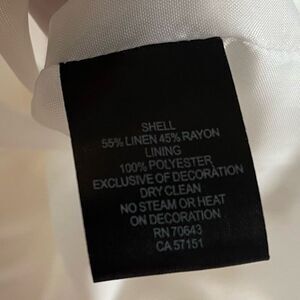 SHELL
55% LINEN 45% RAYON
LINING
100% POLYESTER
EXCLUSIVE OF DECORATION
DRY CLEAN
NO STEAM OR HEAT
ON DECORATION
RN 70643
CA 57151